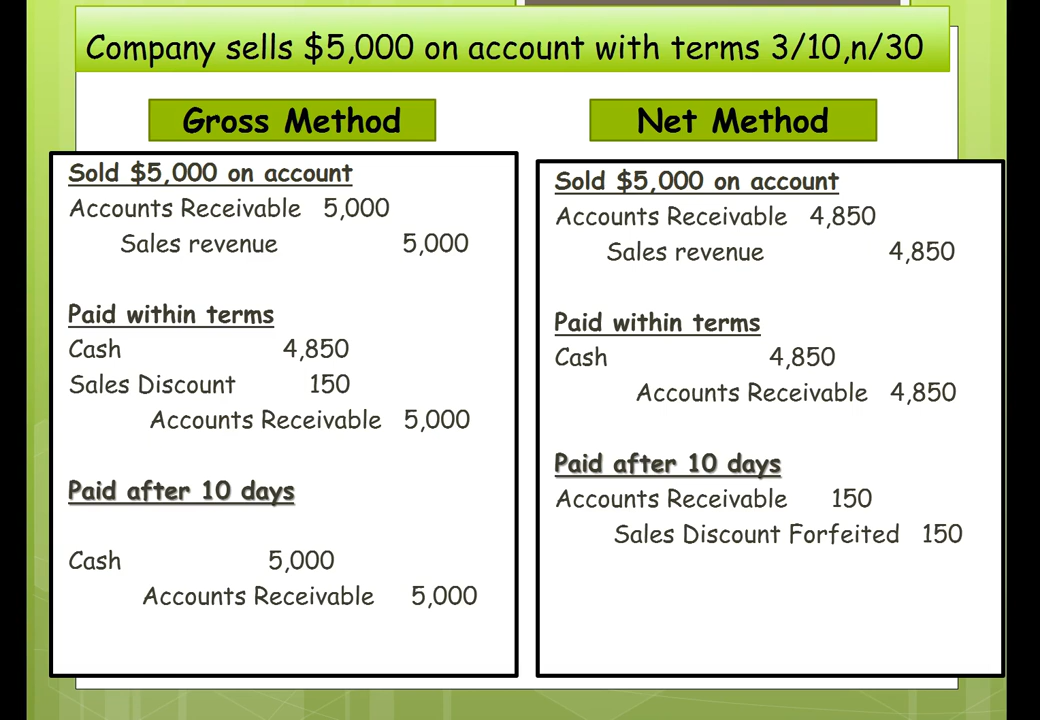 Company sells $5,000 on account with terms 3/10,n/30
Gross Method
Sold $5,000 on account
Accounts Receivable 5,000
Sales revenue 5,000
Paid within terms
Cash 4,850
Sales Discount 150
Accounts Receivable 5,000
Paid after 10 days
Cash 5,000
Accounts Receivable 5,000
Net Method
Sold $5,000 on account
Accounts Receivable 4,850
Sales revenue 4,850
Paid within terms
Cash 4,850
Accounts Receivable 4,850
Paid after 10 days
Accounts Receivable 150
Sales Discount Forfeited 150